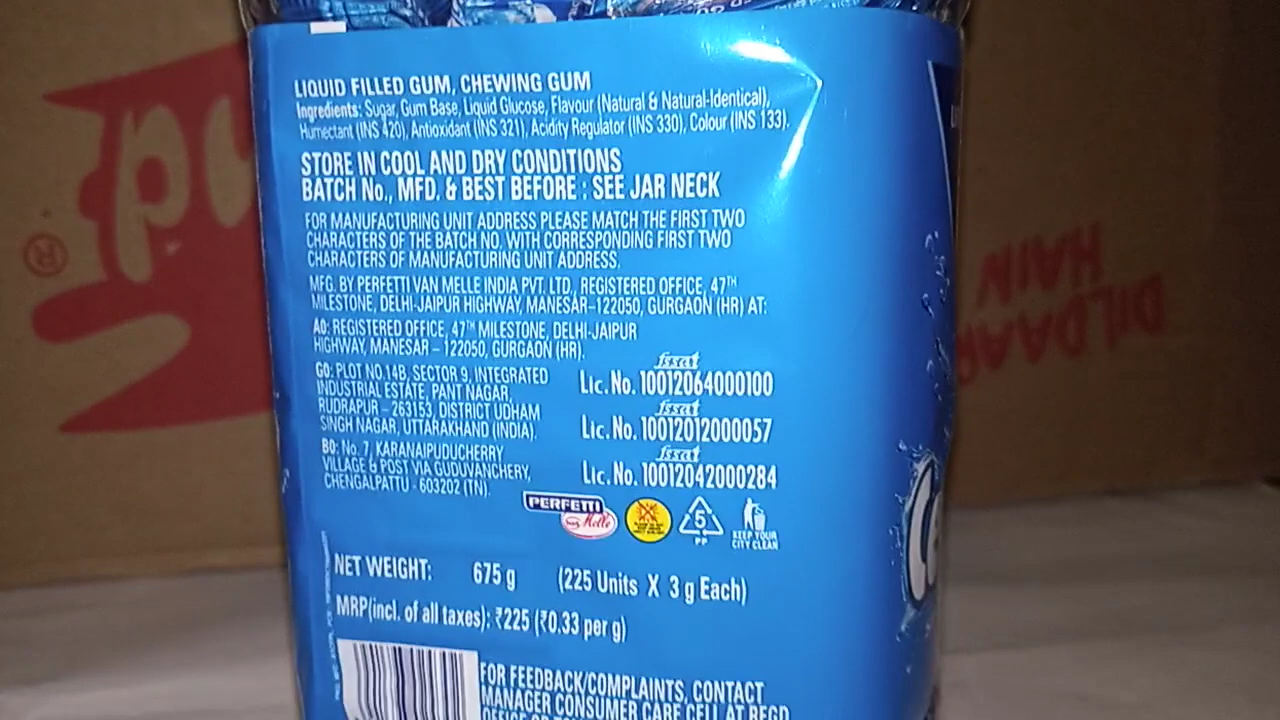 LIQUID FILLED GUM, CHEWING GUM
Ingredients: Sugar, Gum Base, Liquid Glucose, Flavour (Natural & Natural-Identical),
Humectant (INS 420), Antioxidant (INS 321), Acidity Regulator (INS 330), Colour (INS 133).
STORE IN COOL AND DRY CONDITIONS
BATCH No., MFD. & BEST BEFORE : SEE JAR NECK
FOR MANUFACTURING UNIT ADDRESS PLEASE MATCH THE FIRST TWO
CHARACTERS OF THE BATCH NO. WITH CORRESPONDING FIRST TWO
CHARACTERS OF MANUFACTURING UNIT ADDRESS.
MFG. BY PERFETTI VAN MELLE INDIA PVT. LTD., REGISTERED OFFICE, 47TH
MILESTONE, DELHI-JAIPUR HIGHWAY, MANESAR-122050, GURGAON (HR) AT:
A0: REGISTERED OFFICE, 47TH MILESTONE, DELHI-JAIPUR
HIGHWAY, MANESAR – 122050, GURGAON (HR).
G0: PLOT NO.14B, SECTOR 9, INTEGRATED
INDUSTRIAL ESTATE, PANT NAGAR,
RUDRAPUR – 263153, DISTRICT UDHAM
SINGH NAGAR, UTTARAKHAND (INDIA).
B0: No. 7, KARANAIPUDUCHERRY
VILLAGE & POST VIA GUDUVANCHERY,
CHENGALPATTU - 603202 (TN).
fssai
Lic. No. 10012064000100
fssai
Lic. No. 10012012000057
fssai
Lic. No. 10012042000284
PERFETTI
van Melle
5
PP
KEEP YOUR
CITY CLEAN
NET WEIGHT: 675 g (225 Units X 3 g Each)
MRP(incl. of all taxes): ₹225 (₹0.33 per g)
FOR FEEDBACK/COMPLAINTS, CONTACT
MANAGER CONSUMER CARE CELL AT REGD.
DILDAAR
HAIN
®